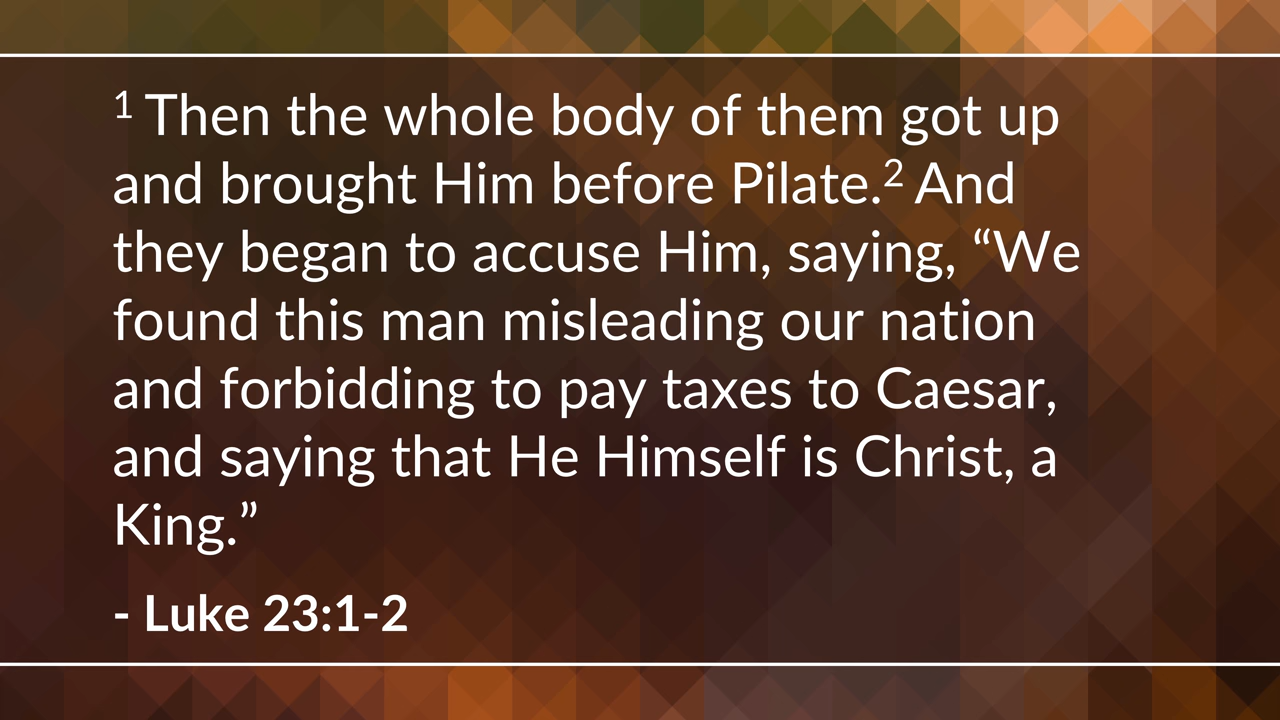 ¹ Then the whole body of them got up
and brought Him before Pilate.² And
they began to accuse Him, saying, “We
found this man misleading our nation
and forbidding to pay taxes to Caesar,
and saying that He Himself is Christ, a
King.”
- Luke 23:1-2